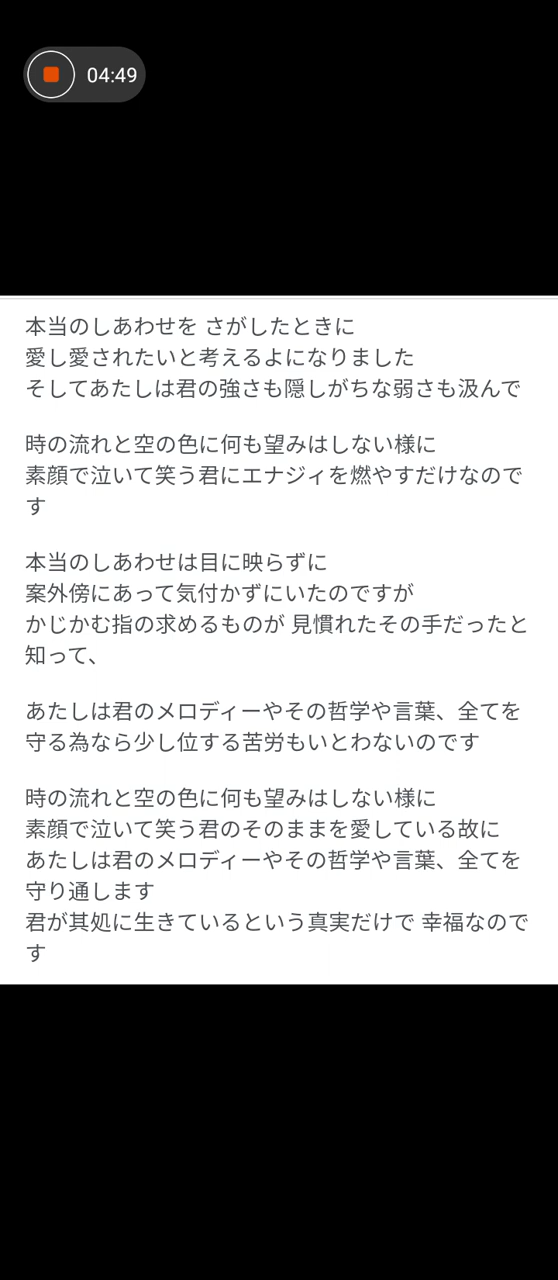 04:49
本当のしあわせを さがしたときに
愛し愛されたいと考えるよになりました
そしてあたしは君の強さも隠しがちな弱さも汲んで
時の流れと空の色に何も望みはしない様に
素顔で泣いて笑う君にエナジィを燃やすだけなので
す
本当のしあわせは目に映らずに
案外傍にあって気付かずにいたのですが
かじかむ指の求めるものが 見慣れたその手だったと
知って、
あたしは君のメロディーやその哲学や言葉、全てを
守る為なら少し位する苦労もいとわないのです
時の流れと空の色に何も望みはしない様に
素顔で泣いて笑う君のそのままを愛している故に
あたしは君のメロディーやその哲学や言葉、全てを
守り通します
君が其処に生きているという真実だけで 幸福なので
す